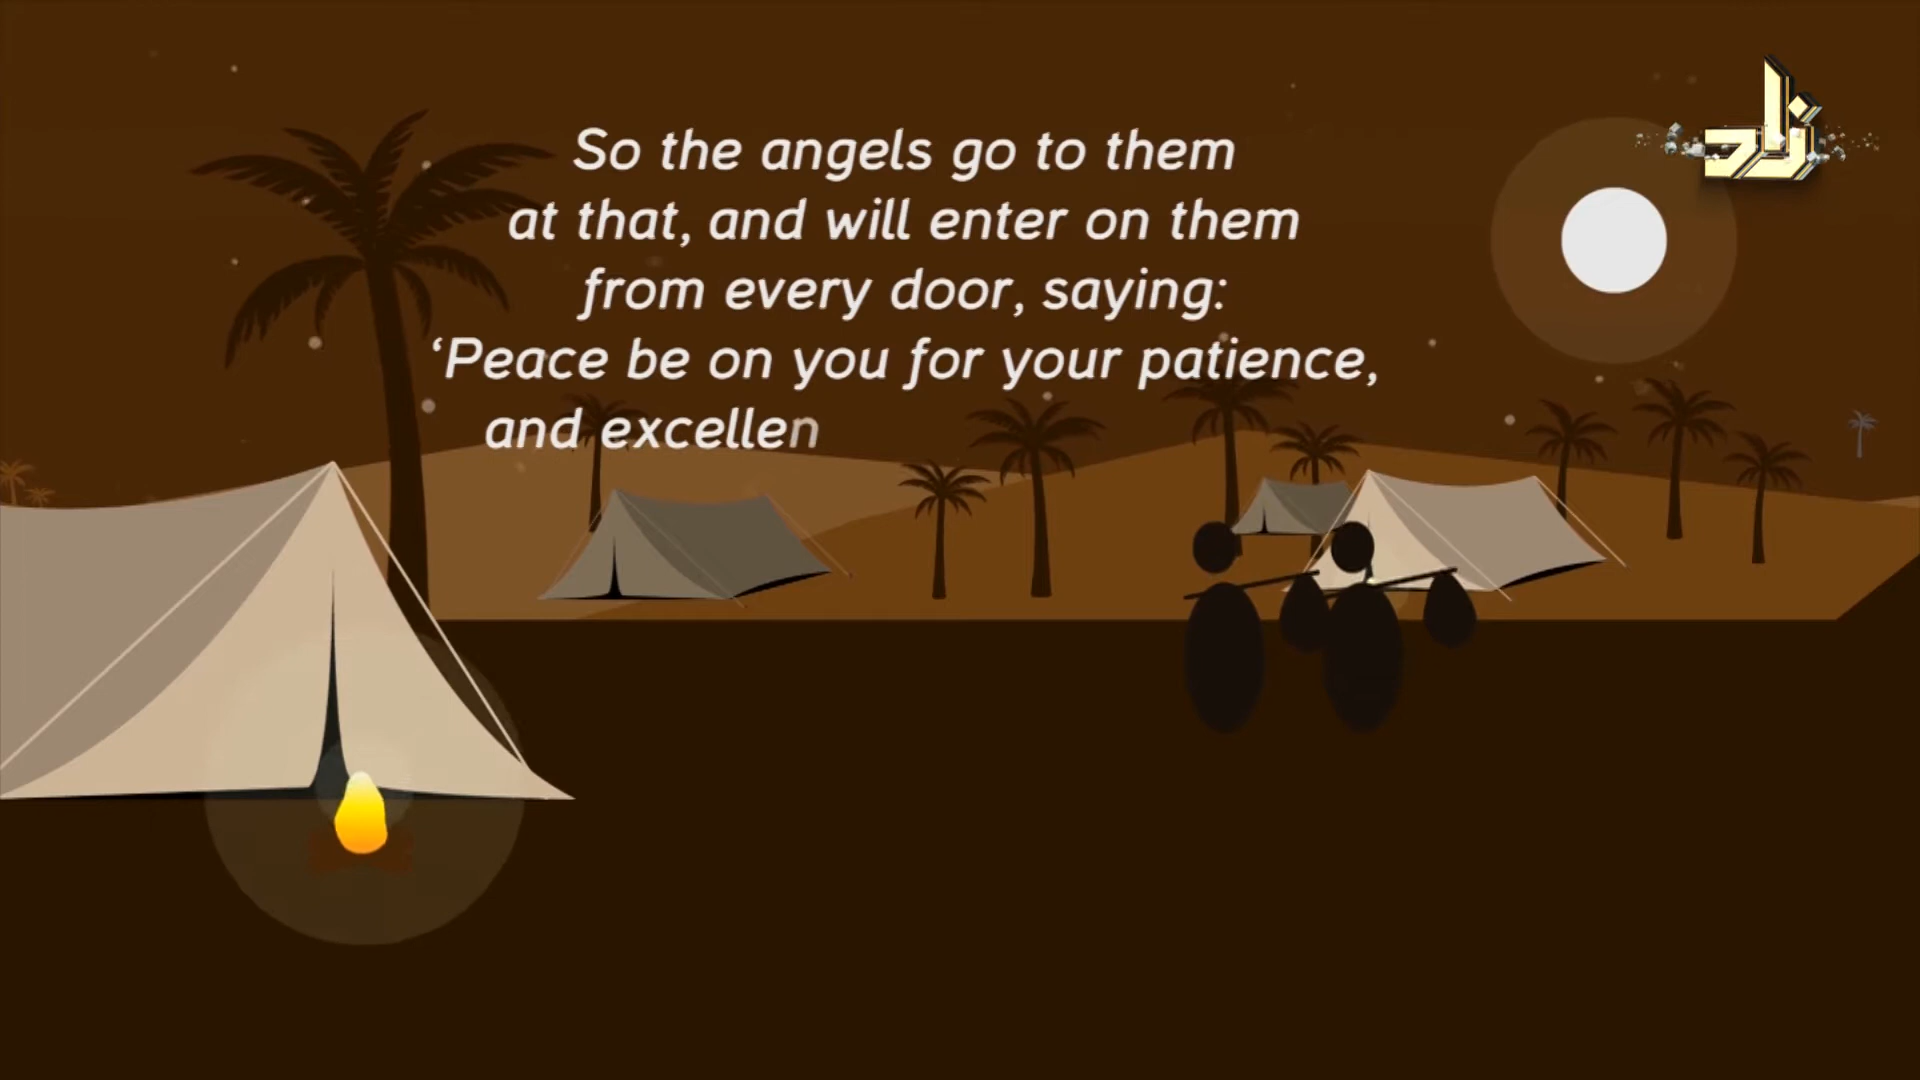 So the angels go to them
at that, and will enter on them
from every door, saying:
‘Peace be on you for your patience,
and excellen
زاد